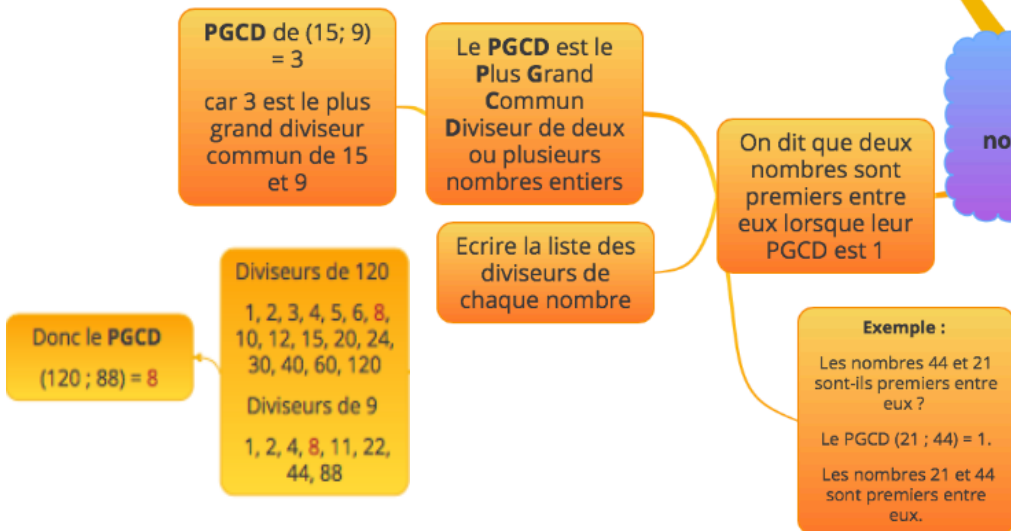 PGCD de (15; 9)
= 3
car 3 est le plus
grand diviseur
commun de 15
et 9
Le PGCD est le
Plus Grand
Commun
Diviseur de deux
ou plusieurs
nombres entiers
On dit que deux
nombres sont
premiers entre
eux lorsque leur
PGCD est 1
no
Ecrire la liste des
diviseurs de
chaque nombre
Diviseurs de 120
1, 2, 3, 4, 5, 6, 8,
10, 12, 15, 20, 24,
30, 40, 60, 120
Diviseurs de 9
1, 2, 4, 8, 11, 22,
44, 88
Donc le PGCD
(120 ; 88) = 8
Exemple :
Les nombres 44 et 21
sont-ils premiers entre
eux ?
Le PGCD (21 ; 44) = 1.
Les nombres 21 et 44
sont premiers entre
eux.